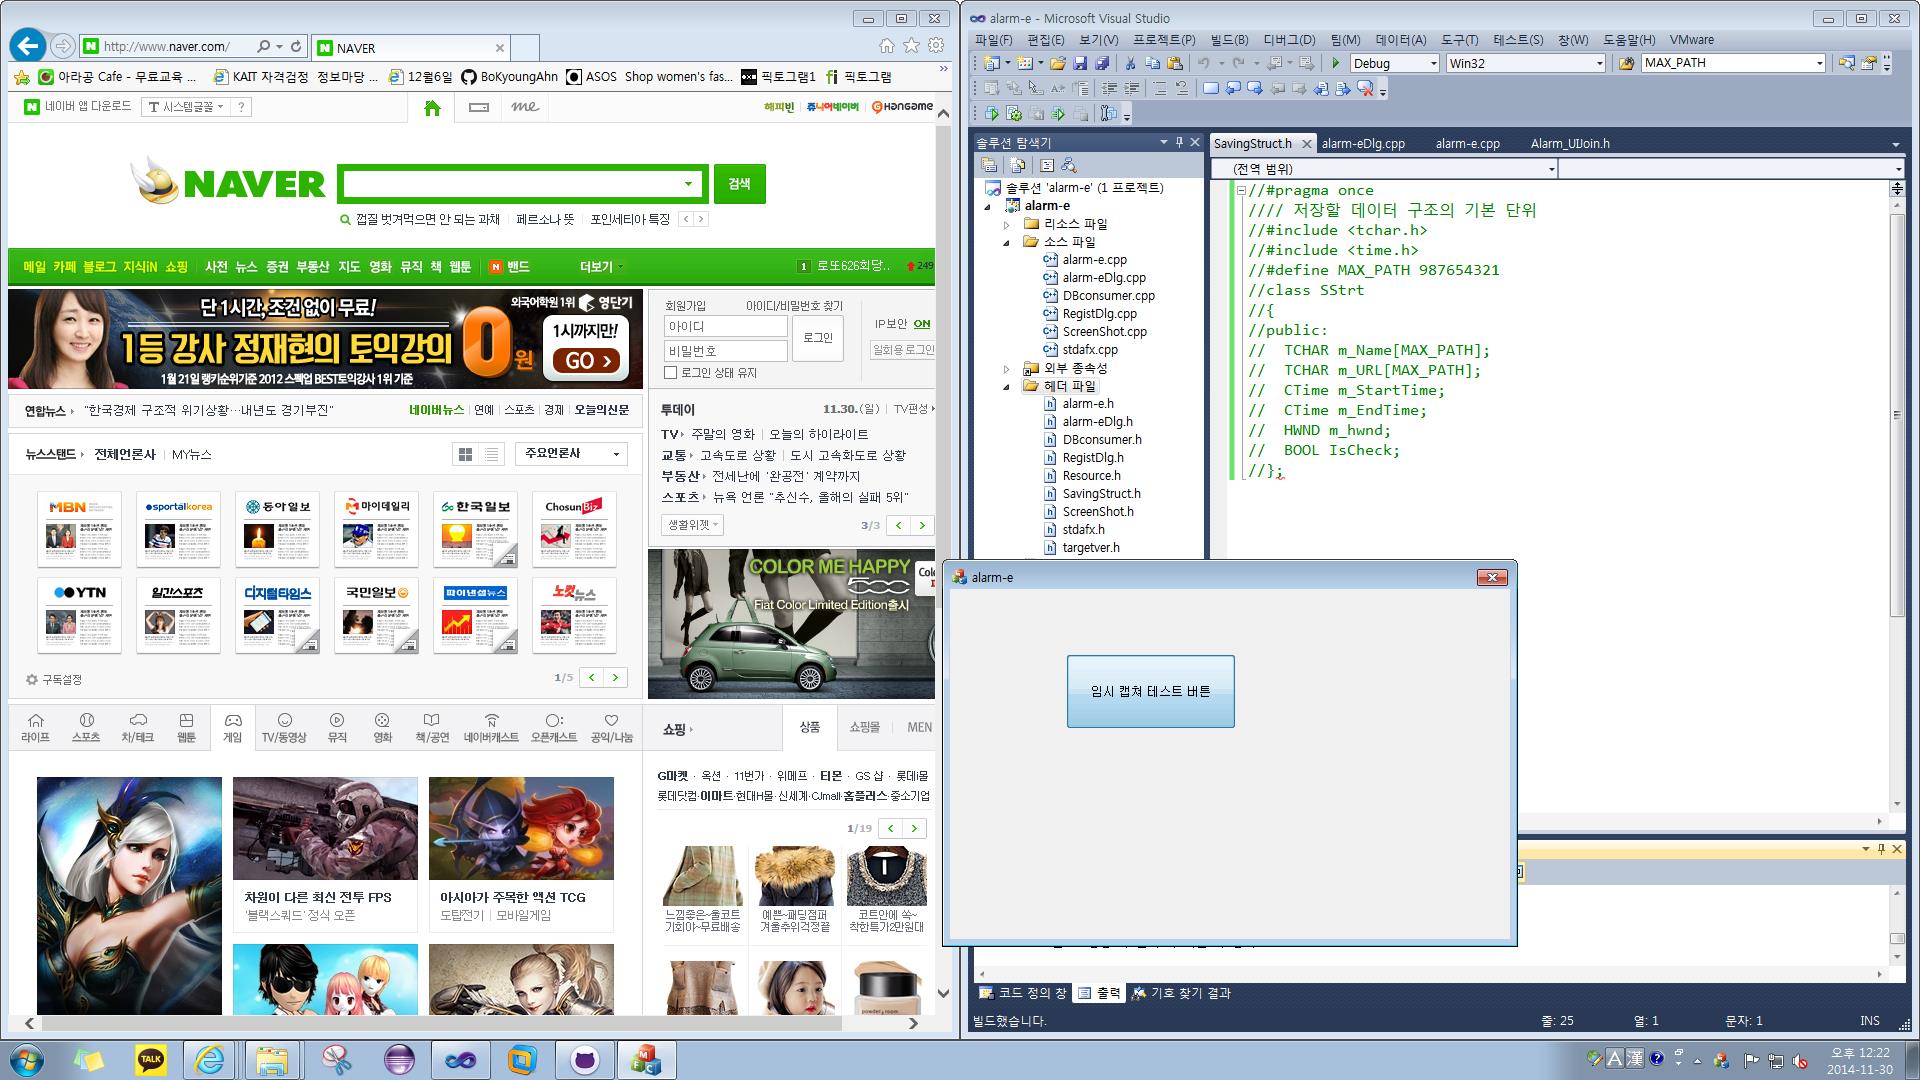 http://www.naver.com/
NAVER
아라공 Cafe - 무료교육 ...
KAIT 자격검정 정보마당 ...
12월6일
BoKyoungAhn
ASOS Shop women's fas...
픽토그램1
픽토그램
네이버 앱 다운로드
시스템글꼴
?
me
해피빈
쥬니어네이버
HANGAME
NAVER
검색
껍질 벗겨먹으면 안 되는 과채
페르소나 뜻
포인세티아 특징
메일 카페 블로그 지식iN 쇼핑
사전 뉴스 증권 부동산 지도 영화 뮤직 책 웹툰
밴드
더보기
1 로또626회당..
249
단 1시간, 조건 없이 무료!
외국어학원 1위 영단기
1등 강사 정재현의 토익강의 0원
1시까지만!
GO >
1월 21일 랭키순위기준 2012 스펙업 BEST토익강사 1위 기준
회원가입
아이디/비밀번호 찾기
아이디
비밀번호
로그인
로그인 상태 유지
IP보안 ON
일회용 로그인
연합뉴스
"한국경제 구조적 위기상황…내년도 경기부진"
네이버뉴스 연예 스포츠 경제 오늘의신문
투데이
11.30.(일) TV편성
TV 주말의 영화 오늘의 하이라이트
교통 고속도로 상황 도시 고속화도로 상황
부동산 전세난에 '완공전' 계약까지
스포츠 뉴욕 언론 "추신수, 올해의 실패 5위"
생활위젯
3/3
뉴스스탠드 전체언론사 MY뉴스
주요언론사
MBN
sportalkorea
동아일보
마이데일리
한국일보
ChosunBiz
YTN
일간스포츠
디지털타임스
국민일보
파이낸셜뉴스
노컷뉴스
구독설정
1/5
COLOR ME HAPPY
500
Fiat Color Limited Edition출시
라이프
스포츠
차/테크
웹툰
게임
TV/동영상
뮤직
영화
책/공연
네이버캐스트
오픈캐스트
공익/나눔
쇼핑
상품
쇼핑몰
MEN
G마켓 · 옥션 · 11번가 · 위메프 · 티몬 · GS 샵 · 롯데i몰
롯데닷컴·이마트·현대H몰·신세계·CJmall·홈플러스·중소기업
1/19
차원이 다른 최신 전투 FPS
'블랙스쿼드' 정식 오픈
아시아가 주목한 액션 TCG
도탑전기 모바일게임
느낌좋은~울코트
기회야~무료배송
예쁜~패딩점퍼
겨울추위걱정끝
코트안에 쏙~
착한특가2만원대
alarm-e - Microsoft Visual Studio
파일(F) 편집(E) 보기(V) 프로젝트(P) 빌드(B) 디버그(D) 팀(M) 데이터(A) 도구(T) 테스트(S) 창(W) 도움말(H) VMware
Debug
Win32
MAX_PATH
솔루션 탐색기
솔루션 'alarm-e' (1 프로젝트)
alarm-e
리소스 파일
소스 파일
alarm-e.cpp
alarm-eDlg.cpp
DBconsumer.cpp
RegistDlg.cpp
ScreenShot.cpp
stdafx.cpp
외부 종속성
헤더 파일
alarm-e.h
alarm-eDlg.h
DBconsumer.h
RegistDlg.h
Resource.h
SavingStruct.h
ScreenShot.h
stdafx.h
targetver.h
SavingStruct.h
alarm-eDlg.cpp
alarm-e.cpp
Alarm_UIJoin.h
(전역 범위)
//#pragma once
//// 저장할 데이터 구조의 기본 단위
//#include <tchar.h>
//#include <time.h>
//#define MAX_PATH 987654321
//class SStrt
//{
//public:
// TCHAR m_Name[MAX_PATH];
// TCHAR m_URL[MAX_PATH];
// CTime m_StartTime;
// CTime m_EndTime;
// HWND m_hwnd;
// BOOL IsCheck;
//};
alarm-e
임시 캡쳐 테스트 버튼
코드 정의 창
출력
기호 찾기 결과
빌드했습니다.
줄: 25
열: 1
문자: 1
INS
TALK
A 漢
오후 12:22
2014-11-30